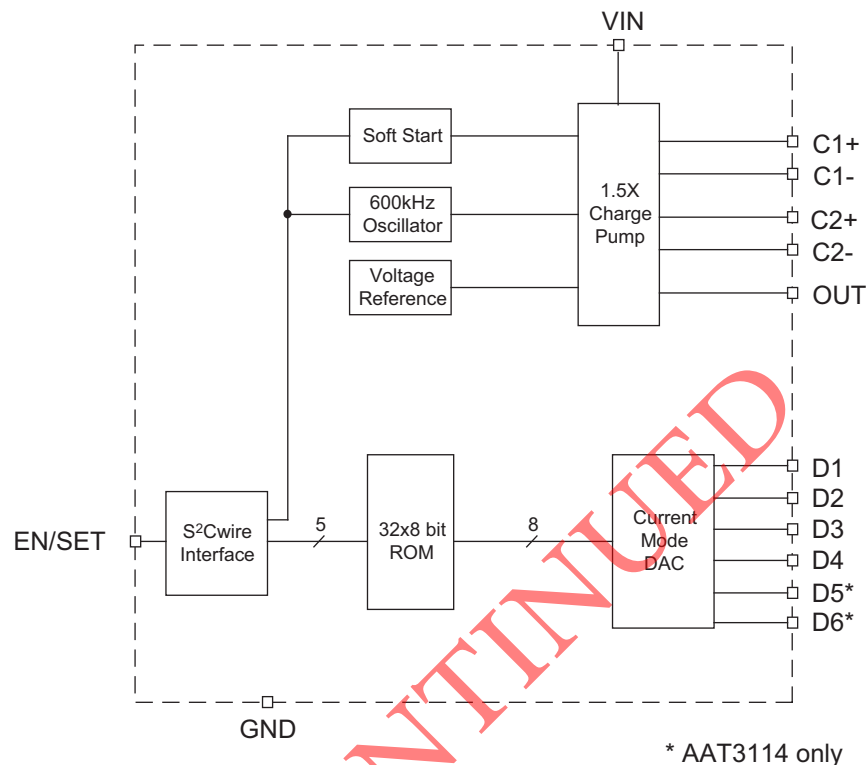 VIN
Soft Start
600kHz
Oscillator
Voltage
Reference
1.5X
Charge
Pump
C1+
C1-
C2+
C2-
OUT
EN/SET
S²Cwire
Interface
5
32x8 bit
ROM
8
Current
Mode
DAC
D1
D2
D3
D4
D5*
D6*
GND
* AAT3114 only
NTINUED